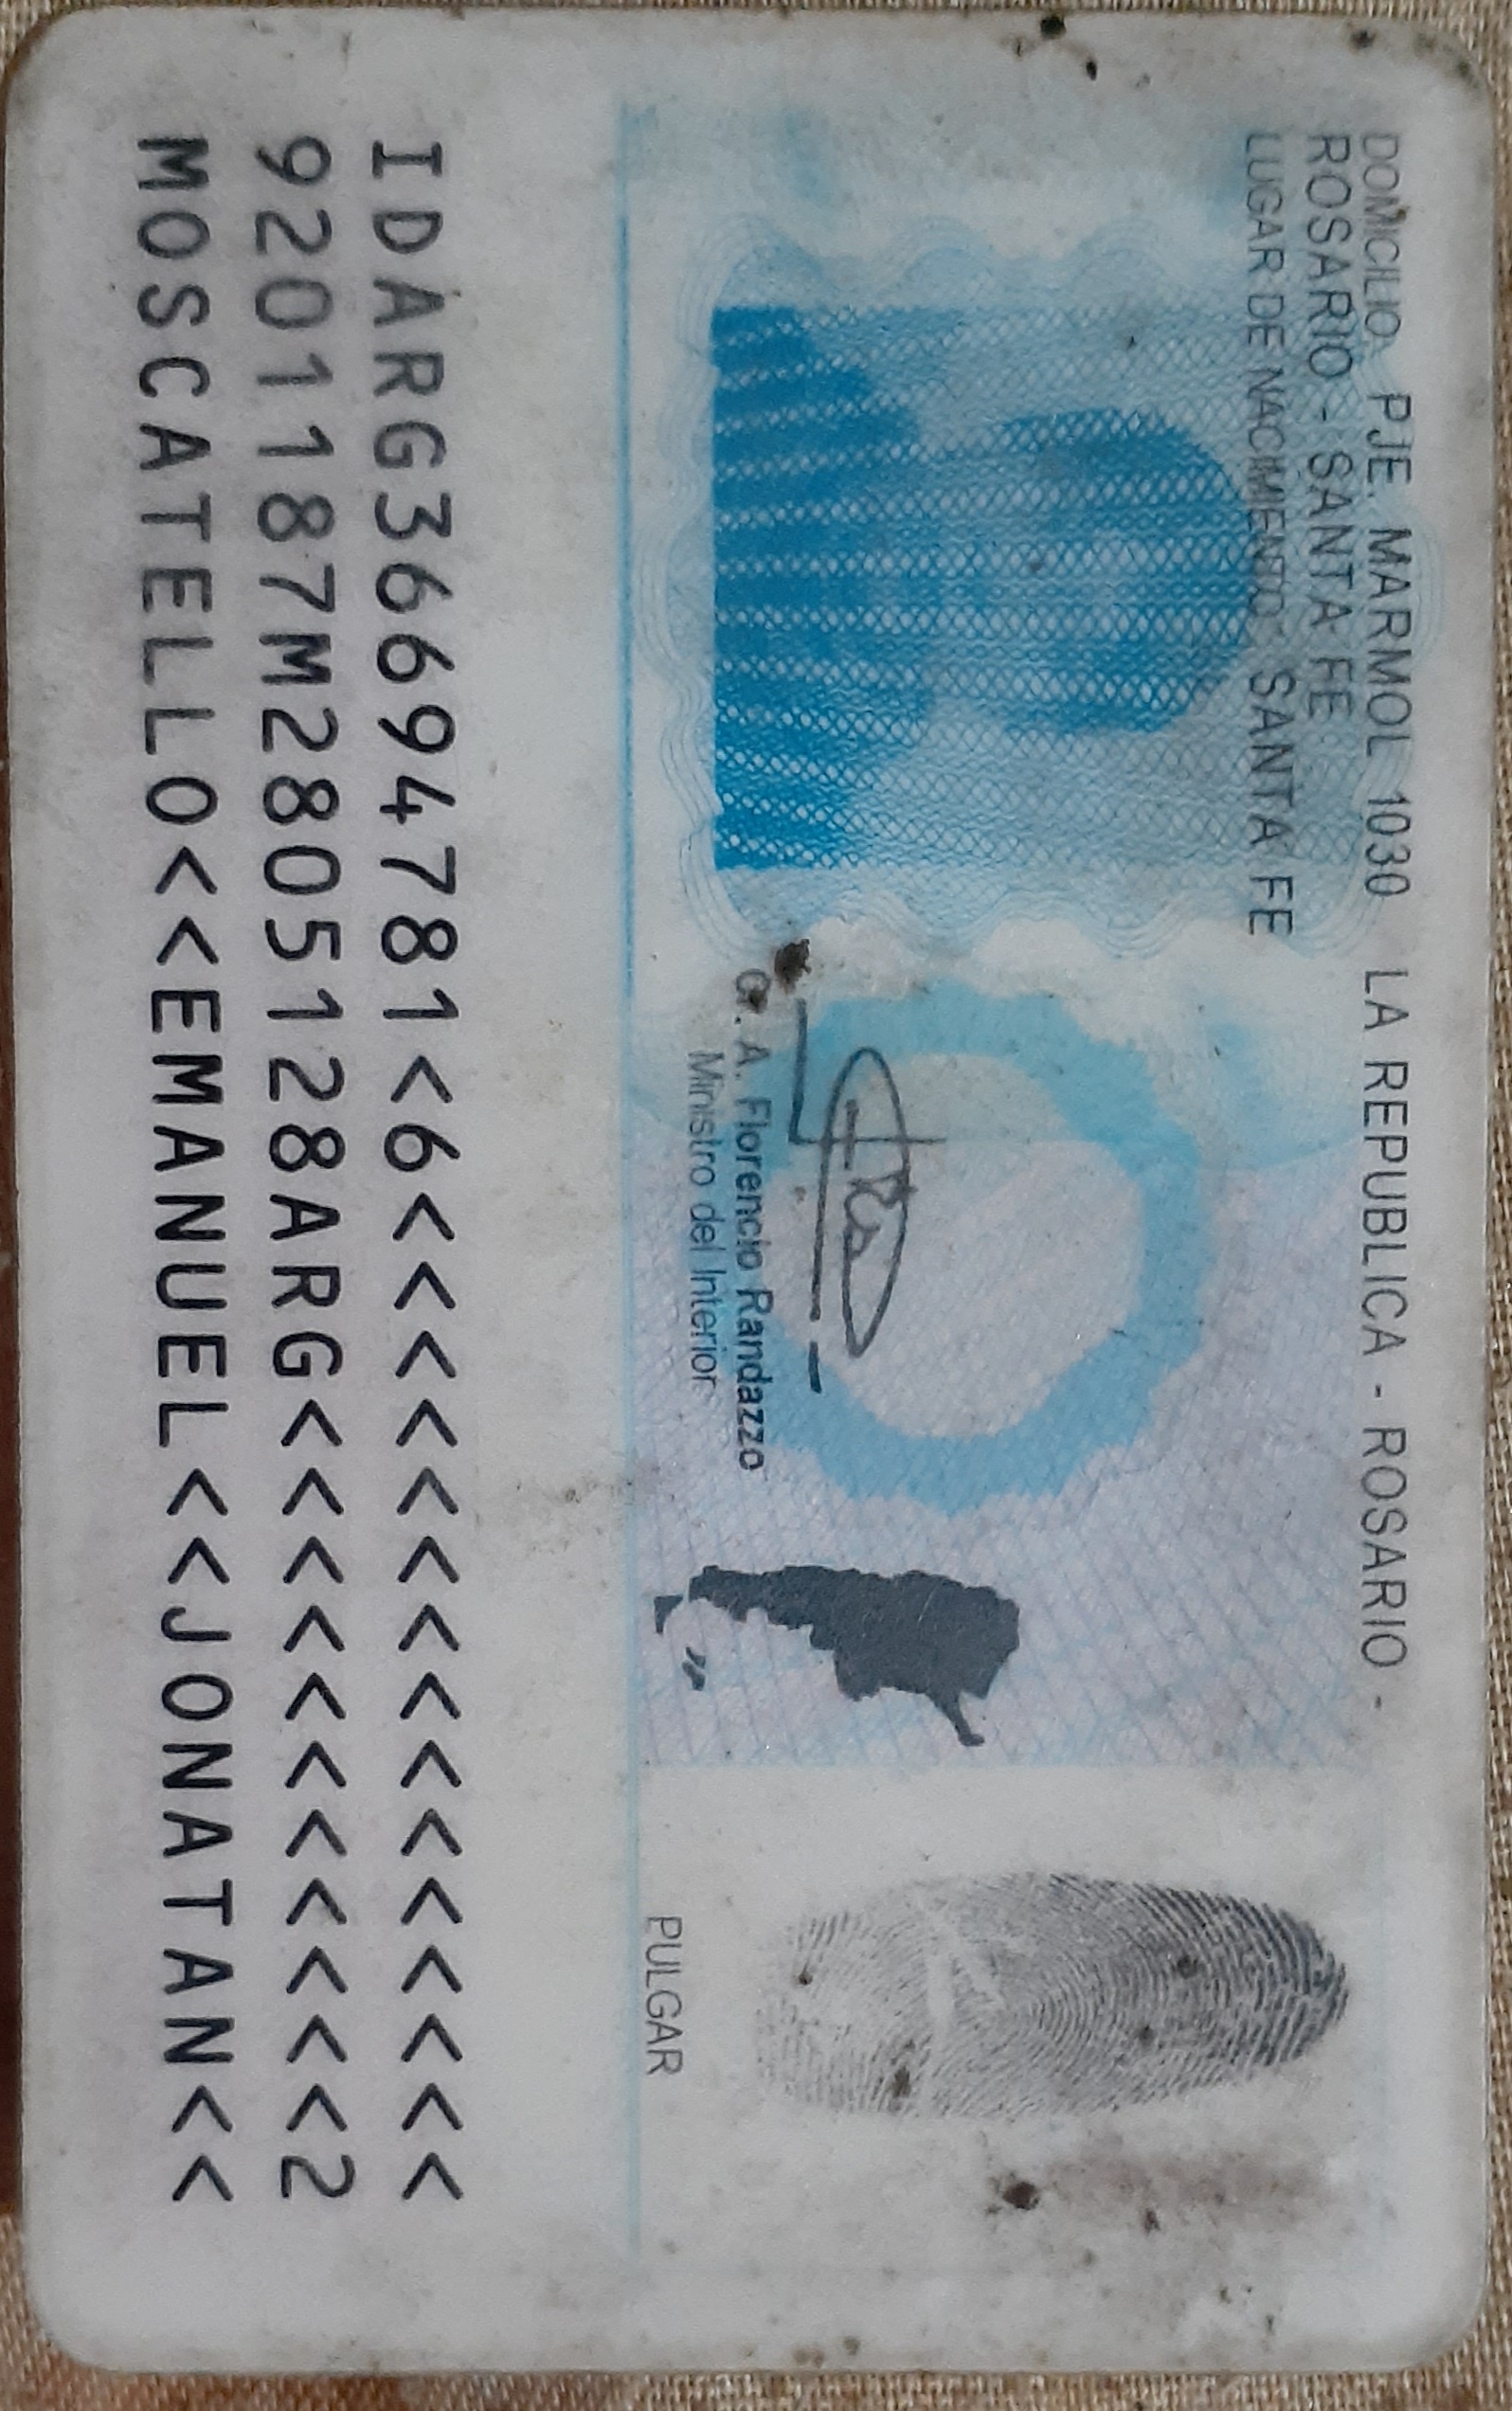 DOMICILIO: PJE. MARMOL 1030 LA REPUBLICA - ROSARIO -
ROSARIO - SANTA FE
LUGAR DE NACIMIENTO: SANTA FE
Cr. A. Florencio Randazzo
Ministro del Interior
PULGAR
IDARG36694781<6<<<<<<<<<<<<<<<
9201187M2805128ARG<<<<<<<<<<<2
MOSCATELLO<<EMANUEL<<JONATAN<<